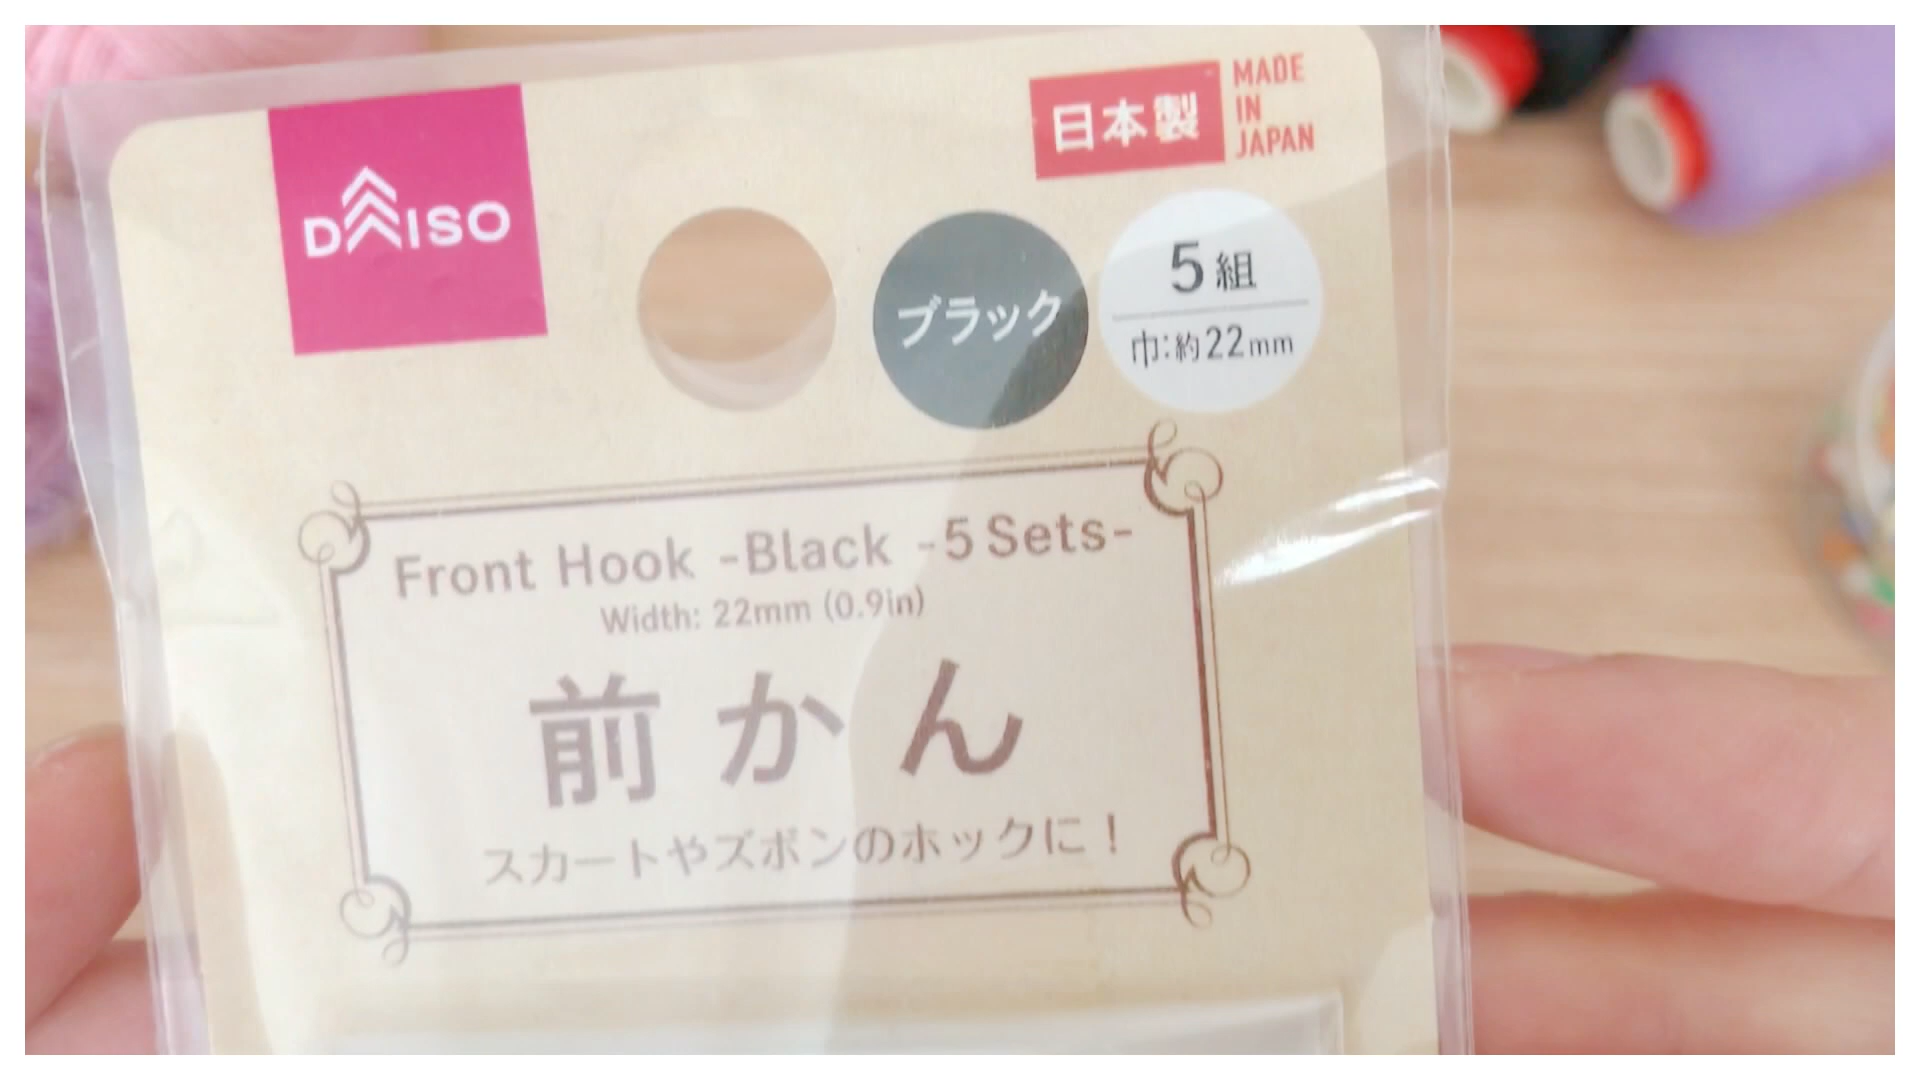 DAISO
日本製
MADE
IN
JAPAN
ブラック
5組
巾:約22mm
Front Hook -Black -5 Sets-
Width: 22mm (0.9in)
前かん
スカートやズボンのホックに！